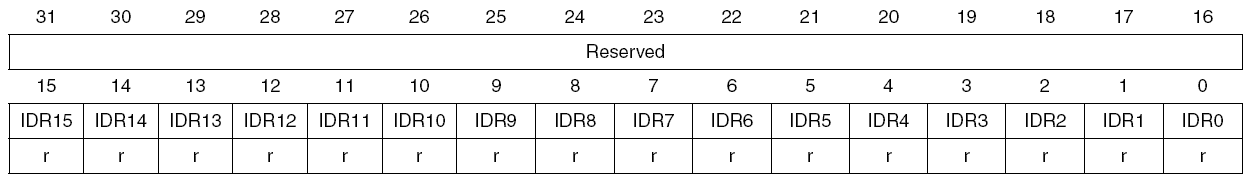 31 30 29 28 27 26 25 24 23 22 21 20 19 18 17 16
Reserved
15 14 13 12 11 10 9 8 7 6 5 4 3 2 1 0
IDR15 IDR14 IDR13 IDR12 IDR11 IDR10 IDR9 IDR8 IDR7 IDR6 IDR5 IDR4 IDR3 IDR2 IDR1 IDR0
r r r r r r r r r r r r r r r r